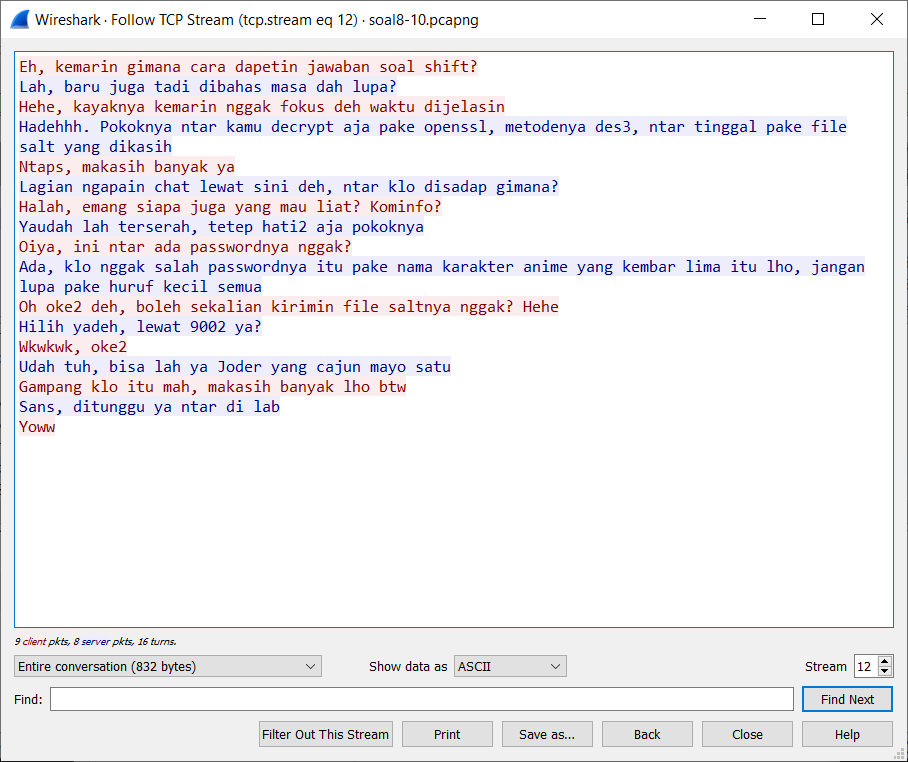 Wireshark · Follow TCP Stream (tcp.stream eq 12) · soal8-10.pcapng
Eh, kemarin gimana cara dapetin jawaban soal shift?
Lah, baru juga tadi dibahas masa dah lupa?
Hehe, kayaknya kemarin nggak fokus deh waktu dijelasin
Hadehhh. Pokoknya ntar kamu decrypt aja pake openssl, metodenya des3, ntar tinggal pake file
salt yang dikasih
Ntaps, makasih banyak ya
Lagian ngapain chat lewat sini deh, ntar klo disadap gimana?
Halah, emang siapa juga yang mau liat? Kominfo?
Yaudah lah terserah, tetep hati2 aja pokoknya
Oiya, ini ntar ada passwordnya nggak?
Ada, klo nggak salah passwordnya itu pake nama karakter anime yang kembar lima itu lho, jangan
lupa pake huruf kecil semua
Oh oke2 deh, boleh sekalian kirimin file saltnya nggak? Hehe
Hilih yadeh, lewat 9002 ya?
Wkwkwk, oke2
Udah tuh, bisa lah ya Joder yang cajun mayo satu
Gampang klo itu mah, makasih banyak lho btw
Sans, ditunggu ya ntar di lab
Yoww
9 client pkts, 8 server pkts, 16 turns.
Entire conversation (832 bytes) Show data as ASCII Stream 12
Find: Find Next
Filter Out This Stream Print Save as... Back Close Help